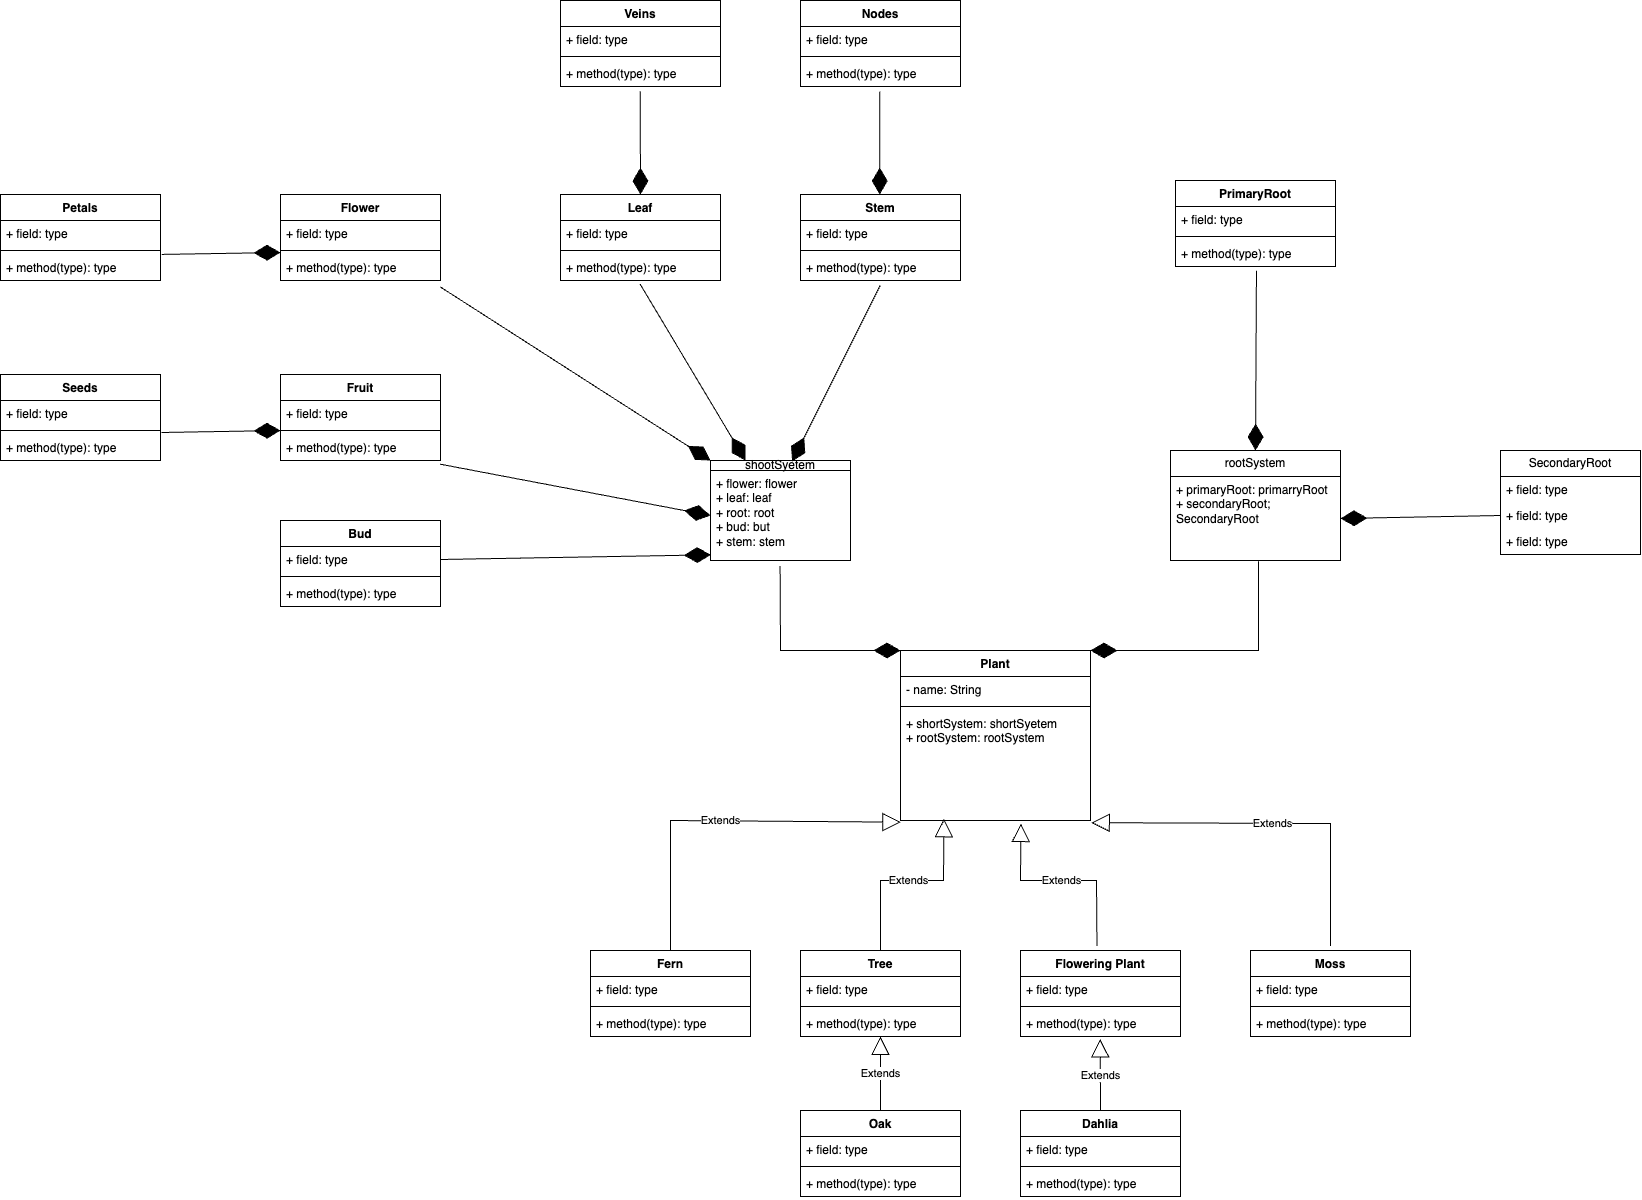 Veins
+ field: type
+ method(type): type
Nodes
+ field: type
+ method(type): type
Petals
+ field: type
+ method(type): type
Flower
+ field: type
+ method(type): type
Leaf
+ field: type
+ method(type): type
Stem
+ field: type
+ method(type): type
PrimaryRoot
+ field: type
+ method(type): type
Seeds
+ field: type
+ method(type): type
Fruit
+ field: type
+ method(type): type
Bud
+ field: type
+ method(type): type
shootSyetem
+ flower: flower
+ leaf: leaf
+ root: root
+ bud: but
+ stem: stem
rootSystem
+ primaryRoot: primarryRoot
+ secondaryRoot;
SecondaryRoot
SecondaryRoot
+ field: type
+ field: type
+ field: type
Plant
- name: String
+ shortSystem: shortSyetem
+ rootSystem: rootSystem
Extends
Extends
Extends
Extends
Fern
+ field: type
+ method(type): type
Tree
+ field: type
+ method(type): type
Flowering Plant
+ field: type
+ method(type): type
Moss
+ field: type
+ method(type): type
Extends
Extends
Oak
+ field: type
+ method(type): type
Dahlia
+ field: type
+ method(type): type